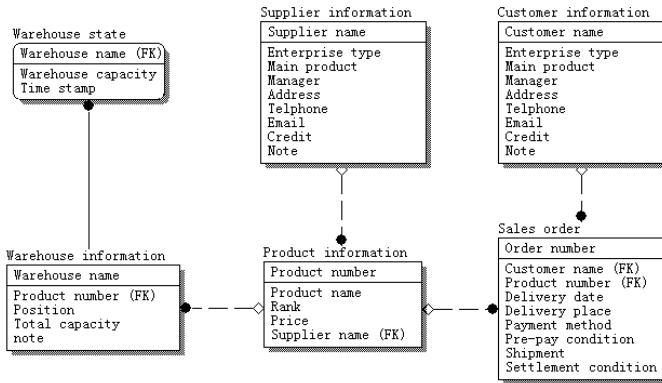 Warehouse state
Warehouse name (FK)
Warehouse capacity
Time stamp
Supplier information
Supplier name
Enterprise type
Main product
Manager
Address
Telphone
Email
Credit
Note
Customer information
Customer name
Enterprise type
Main product
Manager
Address
Telphone
Email
Credit
Note
Warehouse information
Warehouse name
Product number (FK)
Position
Total capacity
note
Product information
Product number
Product name
Rank
Price
Supplier name (FK)
Sales order
Order number
Customer name (FK)
Product number (FK)
Delivery date
Delivery place
Payment method
Pre-pay condition
Shipment
Settlement condition